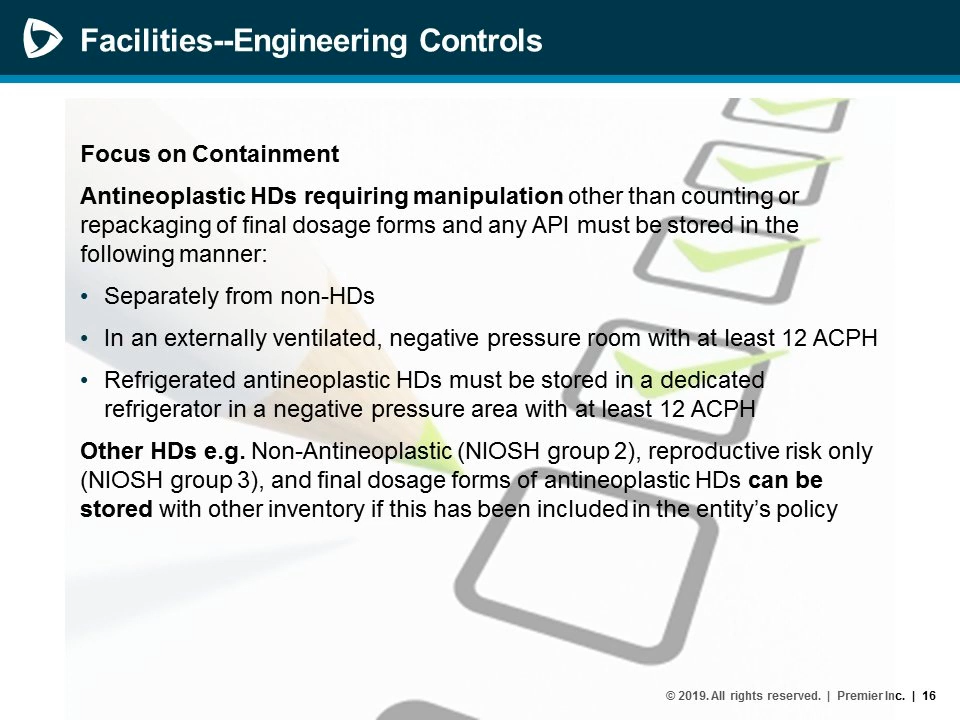 Facilities--Engineering Controls
Focus on Containment
Antineoplastic HDs requiring manipulation other than counting or
repackaging of final dosage forms and any API must be stored in the
following manner:
• Separately from non-HDs
• In an externally ventilated, negative pressure room with at least 12 ACPH
• Refrigerated antineoplastic HDs must be stored in a dedicated
refrigerator in a negative pressure area with at least 12 ACPH
Other HDs e.g. Non-Antineoplastic (NIOSH group 2), reproductive risk only
(NIOSH group 3), and final dosage forms of antineoplastic HDs can be
stored with other inventory if this has been included in the entity’s policy
© 2019. All rights reserved. | Premier Inc. | 16